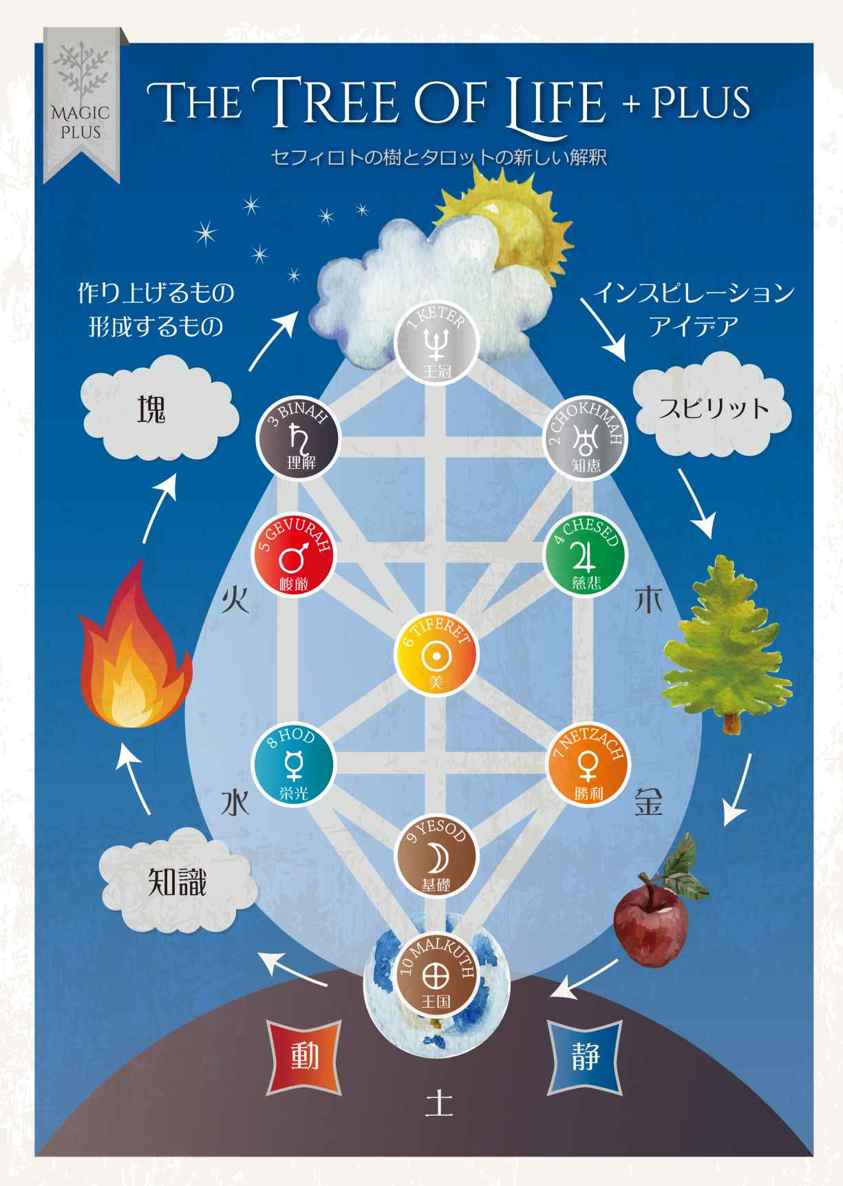 MAGIC
PLUS
THE TREE OF LIFE + PLUS
セフィロトの樹とタロットの新しい解釈
作り上げるもの
形成するもの
インスピレーション
アイデア
塊
スピリット
1 KETER
王冠
3 BINAH
理解
2 CHOKHMAH
知恵
5 GEVURAH
峻厳
4 CHESED
慈悲
火
木
6 TIFERET
美
8 HOD
栄光
7 NETZACH
勝利
水
金
9 YESOD
基礎
知識
10 MALKUTH
王国
動
静
土